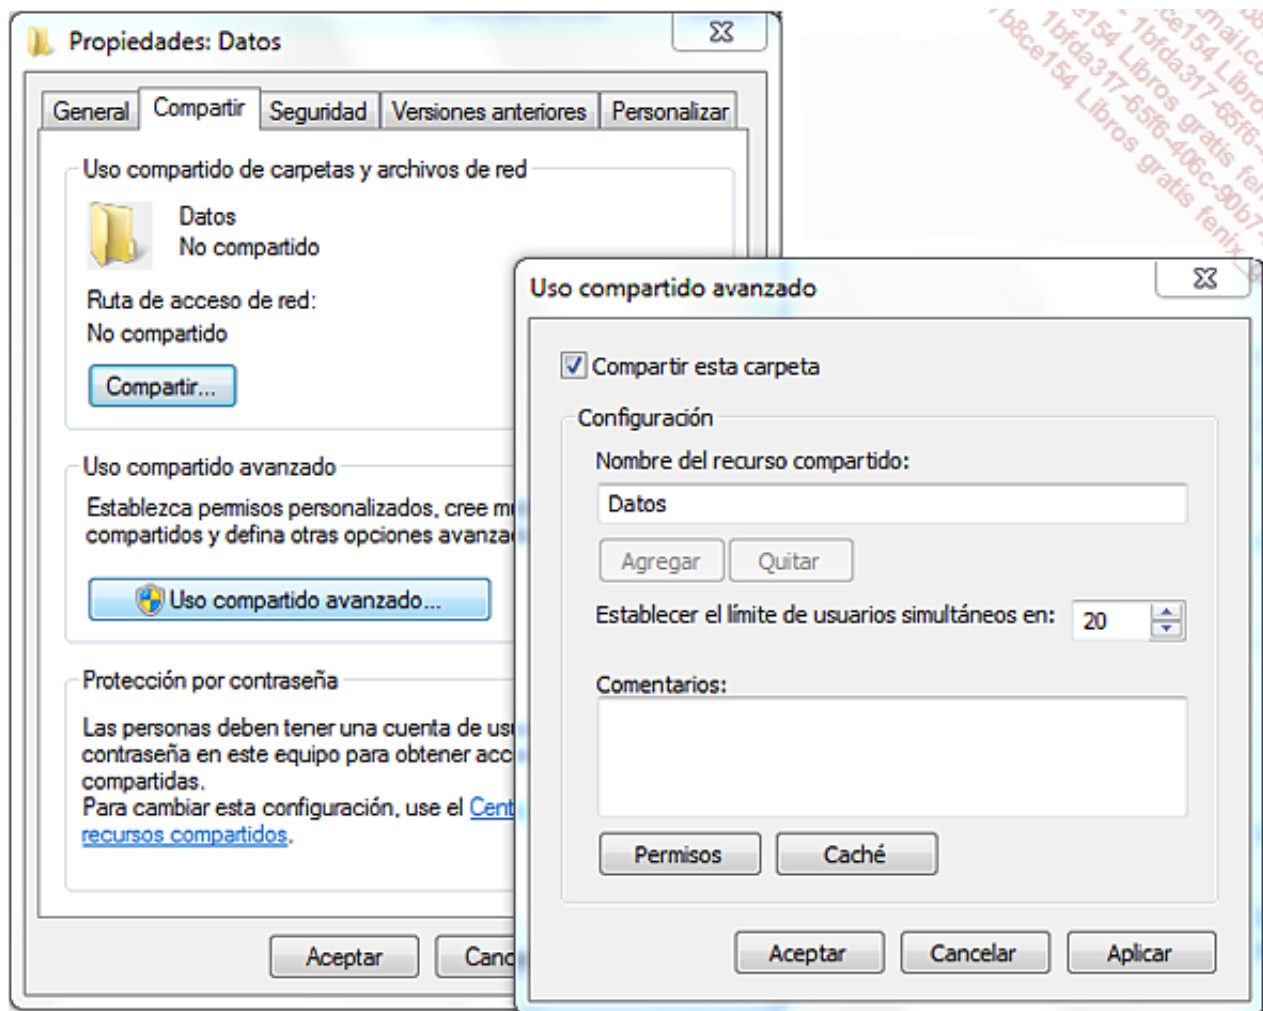 Propiedades: Datos
General
Compartir
Seguridad
Versiones anteriores
Personalizar
Uso compartido de carpetas y archivos de red
Datos
No compartido
Ruta de acceso de red:
No compartido
Compartir...
Uso compartido avanzado
Establezca permisos personalizados, cree
compartidos y defina otras opciones
Uso compartido avanzado...
Protección por contraseña
Las personas deben tener una cuenta de
contraseña en este equipo para obtener
compartidas.
Para cambiar esta configuración, use el
recursos compartidos.
Aceptar
Uso compartido avanzado
Compartir esta carpeta
Configuración
Nombre del recurso compartido:
Datos
Agregar
Quitar
Establecer el límite de usuarios simultáneos en:
20
Comentarios:
Permisos
Caché
Aceptar
Cancelar
Aplicar
Libros gratis